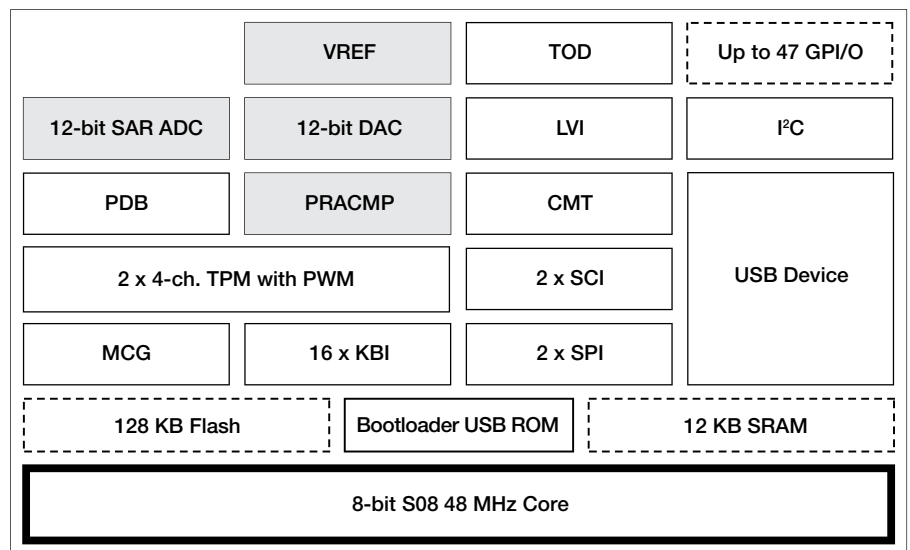 VREF
TOD
Up to 47 GPI/O
12-bit SAR ADC
12-bit DAC
LVI
I²C
PDB
PRACMP
CMT
USB Device
2 x 4-ch. TPM with PWM
2 x SCI
MCG
16 x KBI
2 x SPI
128 KB Flash
Bootloader USB ROM
12 KB SRAM
8-bit S08 48 MHz Core